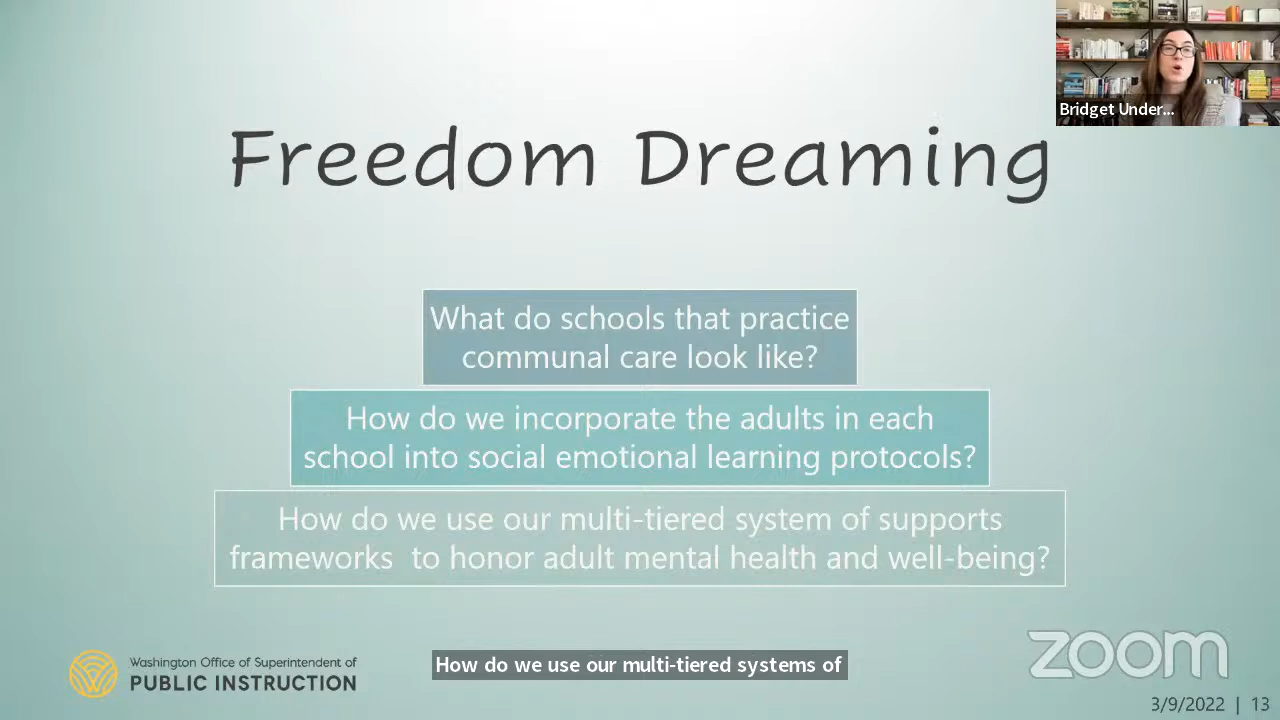 Bridget Under...
Freedom Dreaming
What do schools that practice
communal care look like?
How do we incorporate the adults in each
school into social emotional learning protocols?
How do we use our multi-tiered system of supports
frameworks  to honor adult mental health and well-being?
Washington Office of Superintendent of
PUBLIC INSTRUCTION
How do we use our multi-tiered systems of
zoom
3/9/2022 | 13